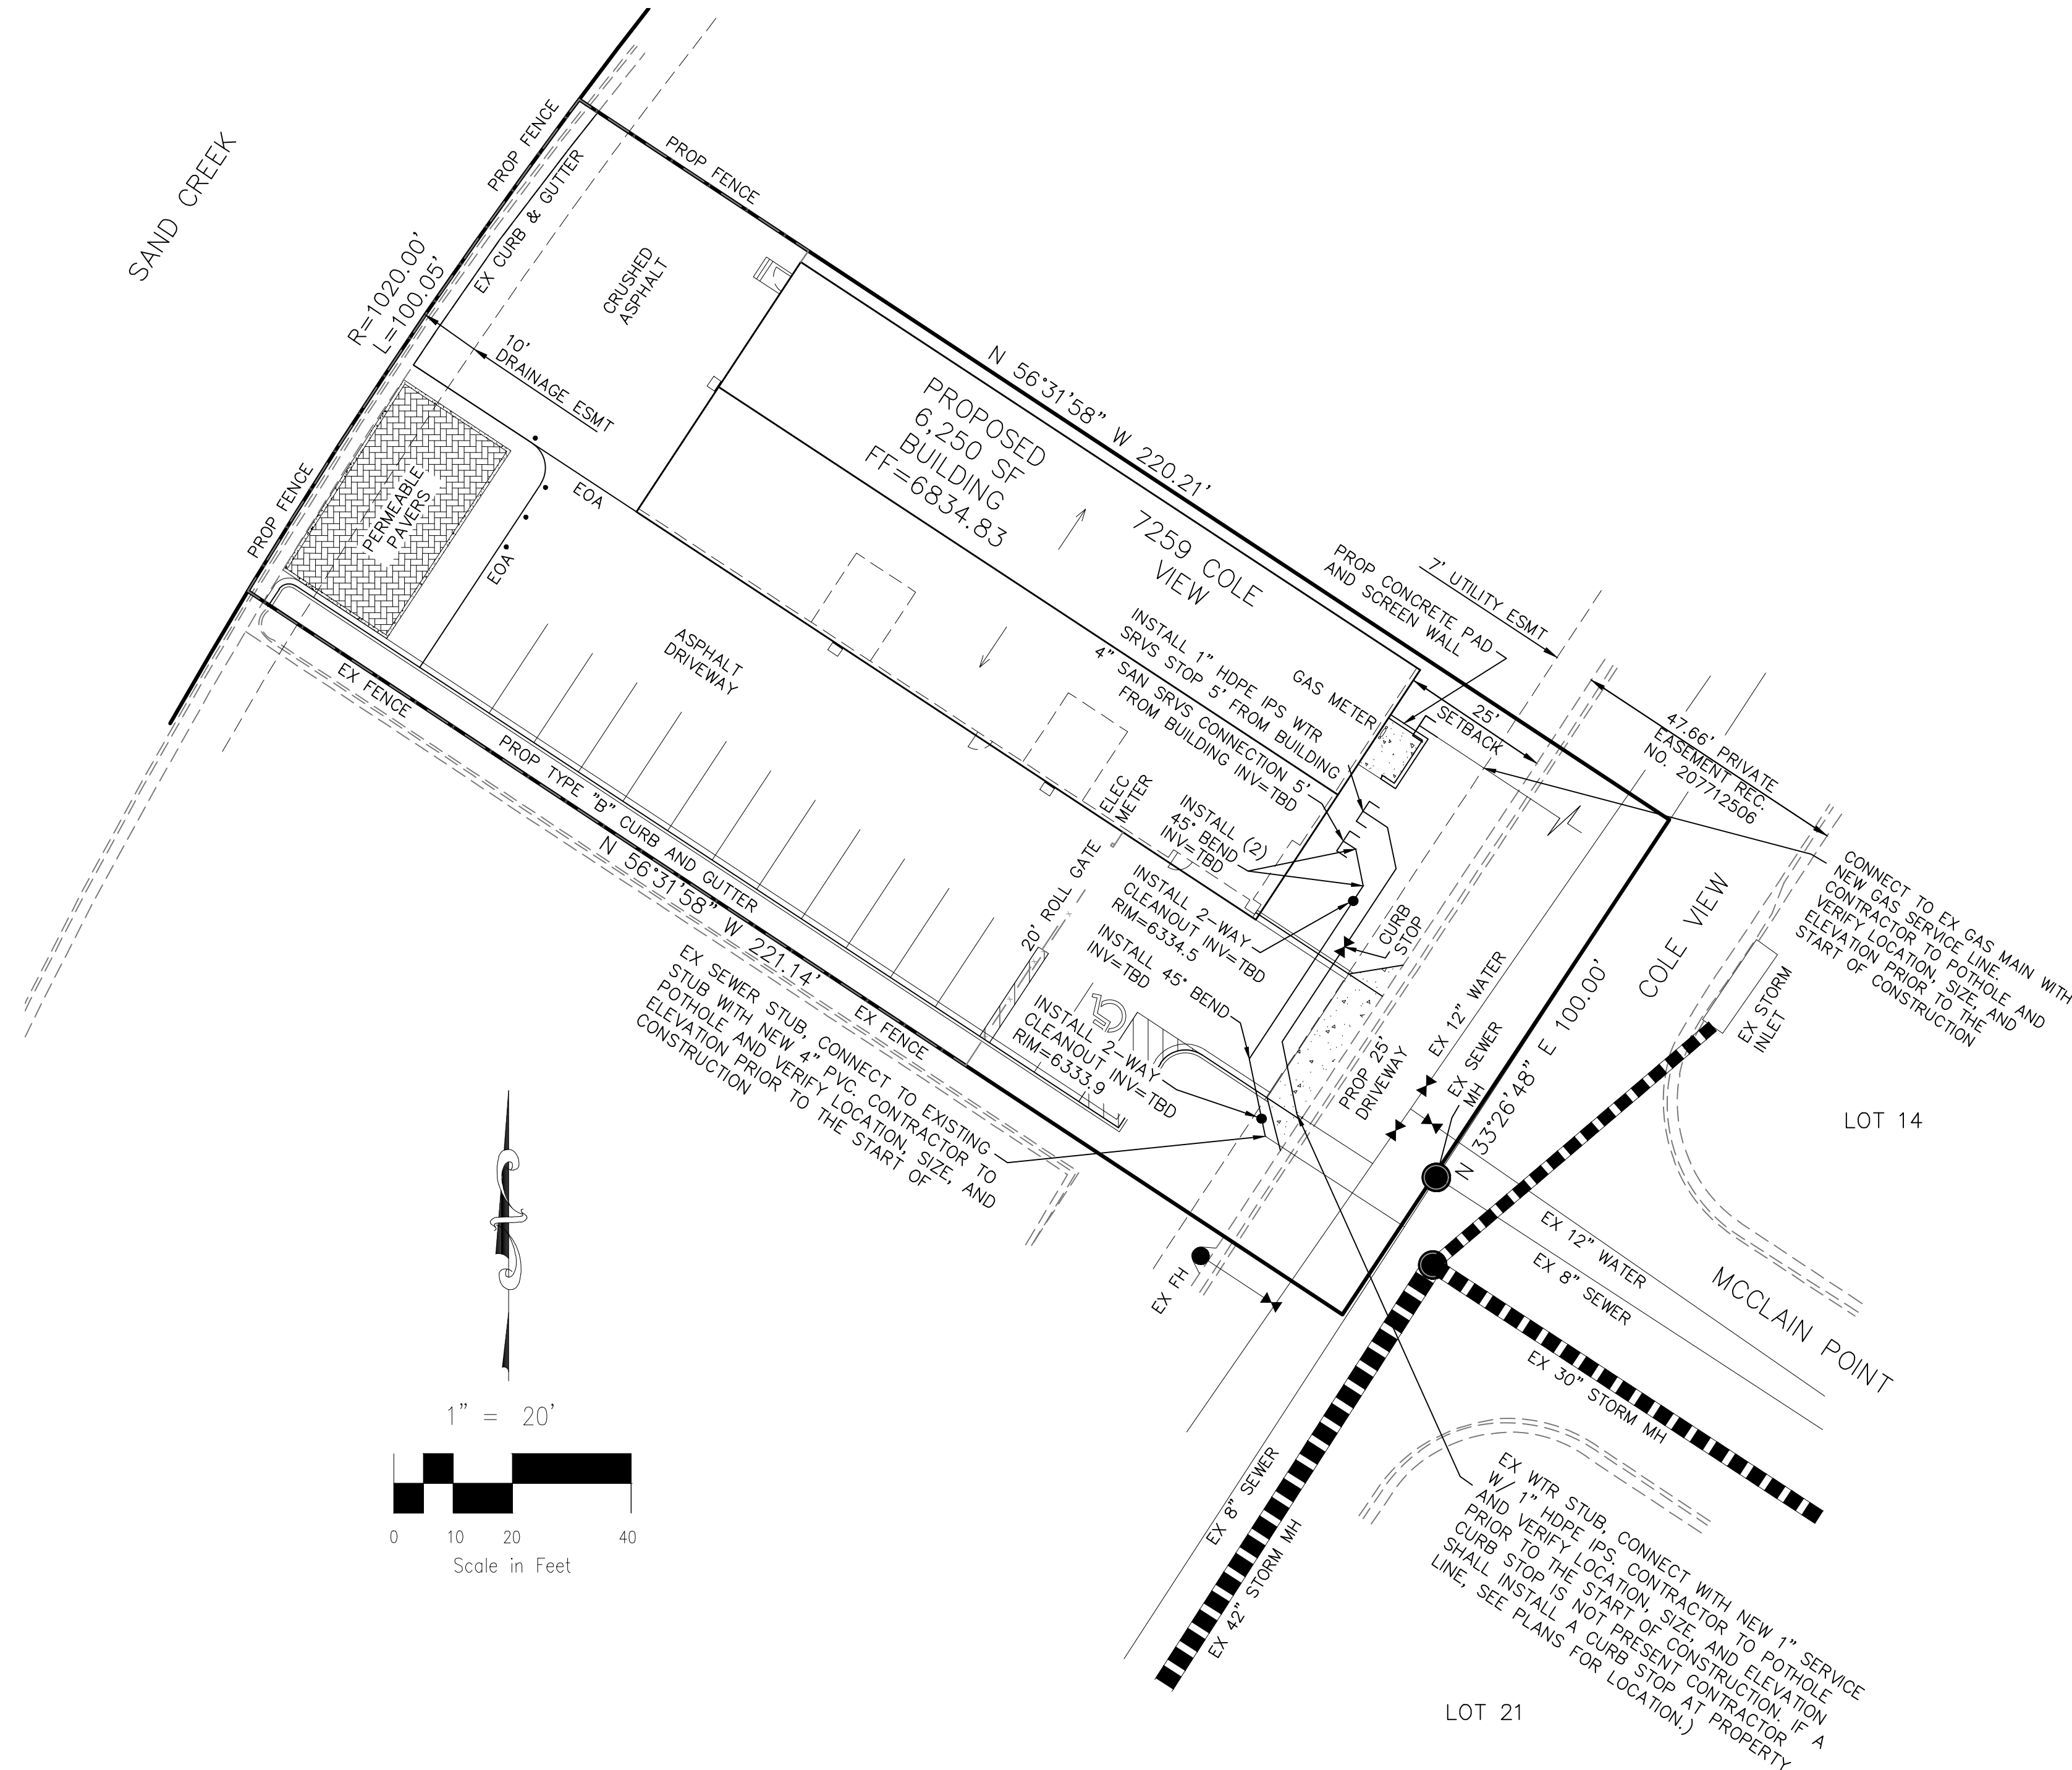 SAND CREEK
PROP FENCE
EX CURB & GUTTER
PROP FENCE
R=1020.00'
L=100.05'
CRUSHED
ASPHALT
10'
DRAINAGE ESMT
PROP FENCE
PERMEABLE
PAVERS
EOA
EOA
N 56°31'58" W 220.21'
PROPOSED
6,250 SF
BUILDING
FF=6834.83
7259 COLE
VIEW
PROP CONCRETE PAD
AND SCREEN WALL
7' UTILITY ESMT
INSTALL 1" HDPE IPS WTR
SRVS STOP 5' FROM BUILDING
4" SAN SRVS CONNECTION 5'
FROM BUILDING INV=TBD
GAS METER
25'
SETBACK
47.66' PRIVATE
EASEMENT REC.
NO. 207712506
ASPHALT
DRIVEWAY
EX FENCE
PROP TYPE "B" CURB AND GUTTER
N 56°31'58" W 221.14'
EX FENCE
ELEC
METER
20' ROLL GATE
INSTALL (2)
45° BEND
INV=TBD
INSTALL 2-WAY
CLEANOUT INV=TBD
RIM=6334.5
INSTALL 45° BEND
INV=TBD
INSTALL 2-WAY
CLEANOUT INV=TBD
RIM=6333.9
CURB
STOP
CONNECT TO EX GAS MAIN WITH
NEW GAS SERVICE LINE.
CONTRACTOR TO POTHOLE AND
VERIFY LOCATION, SIZE, AND
ELEVATION PRIOR TO THE
START OF CONSTRUCTION
COLE VIEW
EX STORM
INLET
EX 12" WATER
EX SEWER
MH
PROP 25'
DRIVEWAY
N 33°26'48" E 100.00'
LOT 14
EX SEWER STUB, CONNECT TO EXISTING
STUB WITH NEW 4" PVC. CONTRACTOR TO
POTHOLE AND VERIFY LOCATION, SIZE, AND
ELEVATION PRIOR TO THE START OF
CONSTRUCTION
EX FH
EX 12" WATER
EX 8" SEWER
MCCLAIN POINT
EX 30" STORM MH
EX 8" SEWER
EX 42" STORM MH
EX WTR STUB, CONNECT WITH NEW 1" SERVICE
W/ 1" HDPE IPS. CONTRACTOR TO POTHOLE
AND VERIFY LOCATION, SIZE, AND ELEVATION
PRIOR TO THE START OF CONSTRUCTION. IF A
CURB STOP IS NOT PRESENT CONTRACTOR
SHALL INSTALL A CURB STOP AT PROPERTY
LINE, SEE PLANS FOR LOCATION.)
LOT 21
1" = 20'
0 10 20 40
Scale in Feet